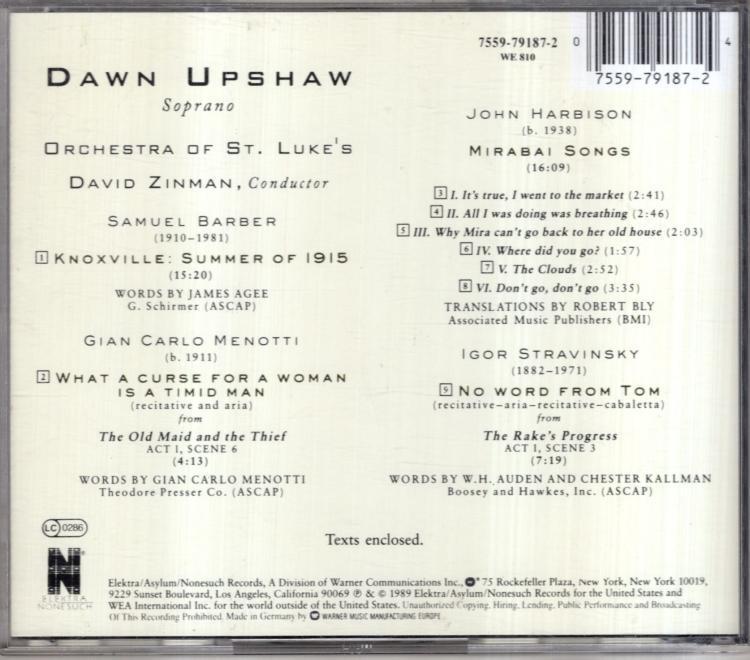 DAWN UPSHAW
Soprano
ORCHESTRA OF ST. LUKE'S
DAVID ZINMAN, Conductor
SAMUEL BARBER
(1910–1981)
1 KNOXVILLE: SUMMER OF 1915
(15:20)
WORDS BY JAMES AGEE
G. Schirmer (ASCAP)
GIAN CARLO MENOTTI
(b. 1911)
2 WHAT A CURSE FOR A WOMAN
IS A TIMID MAN
(recitative and aria)
from
The Old Maid and the Thief
ACT I, SCENE 6
(4:13)
WORDS BY GIAN CARLO MENOTTI
Theodore Presser Co. (ASCAP)
7559-79187-2
WE 810
0 4
7559-79187-2
JOHN HARBISON
(b. 1938)
MIRABAI SONGS
(16:09)
3 I. It's true, I went to the market (2:41)
4 II. All I was doing was breathing (2:46)
5 III. Why Mira can't go back to her old house (2:03)
6 IV. Where did you go? (1:57)
7 V. The Clouds (2:52)
8 VI. Don't go, don't go (3:35)
TRANSLATIONS BY ROBERT BLY
Associated Music Publishers (BMI)
IGOR STRAVINSKY
(1882–1971)
9 NO WORD FROM TOM
(recitative–aria–recitative–cabaletta)
from
The Rake's Progress
ACT I, SCENE 3
(7:19)
WORDS BY W.H. AUDEN AND CHESTER KALLMAN
Boosey and Hawkes, Inc. (ASCAP)
LC 0286
Texts enclosed.
N
ELEKTRA
NONESUCH
Elektra/Asylum/Nonesuch Records, A Division of Warner Communications Inc., ® 75 Rockefeller Plaza, New York, New York 10019,
9229 Sunset Boulevard, Los Angeles, California 90069 ℗ & © 1989 Elektra/Asylum/Nonesuch Records for the United States and
WEA International Inc. for the world outside of the United States. Unauthorized Copying, Hiring, Lending, Public Performance and Broadcasting
Of This Recording Prohibited. Made in Germany by WARNER MUSIC MANUFACTURING EUROPE.